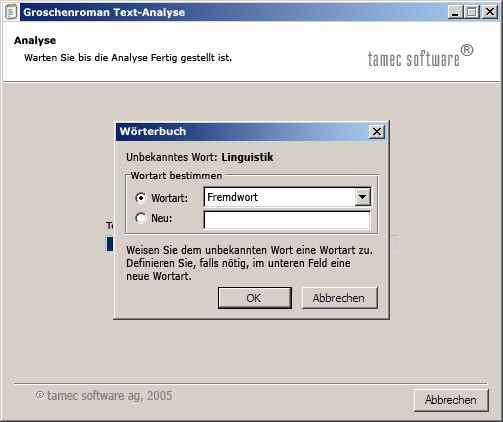 Groschenroman Text-Analyse
Analyse
Warten Sie bis die Analyse Fertig gestellt ist.
tamec software®
Wörterbuch
Unbekanntes Wort: Linguistik
Wortart bestimmen
Wortart: Fremdwort
Neu:
Weisen Sie dem unbekannten Wort eine Wortart zu.
Definieren Sie, falls nötig, im unteren Feld eine
neue Wortart.
OK Abbrechen
© tamec software ag, 2005
Abbrechen